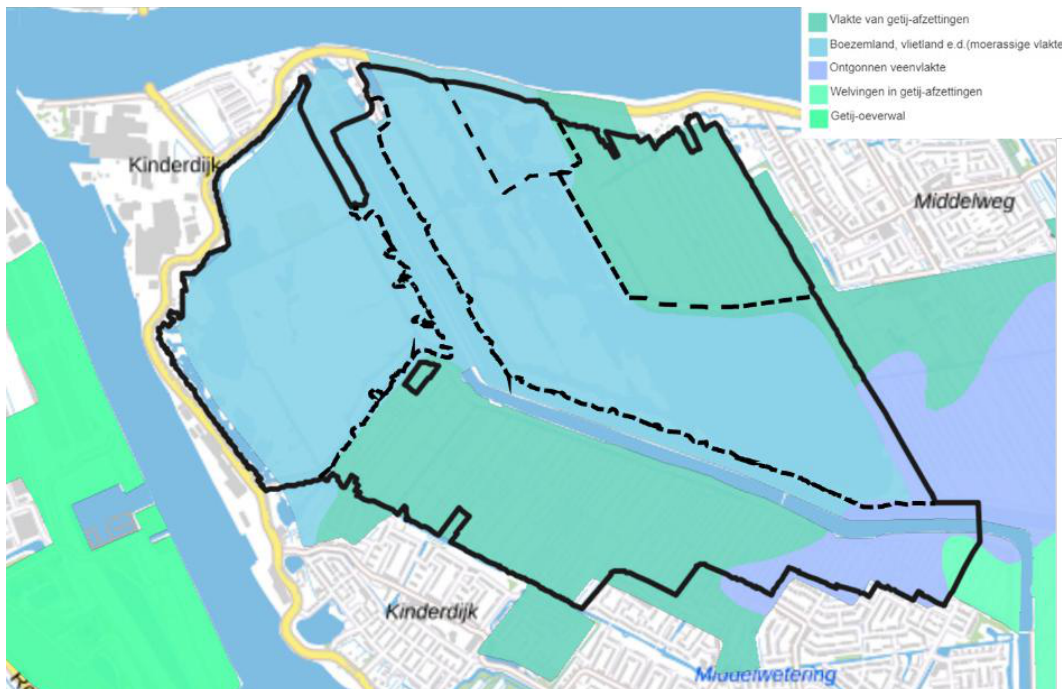 Vlakte van getij-afzettingen
Boezemland, vlietland e.d.(moerassige vlakte
Ontgonnen veenvlakte
Welvingen in getij-afzettingen
Getij-oeverwal
Kinderdijk
Middelweg
Kinderdijk
Middelwetering